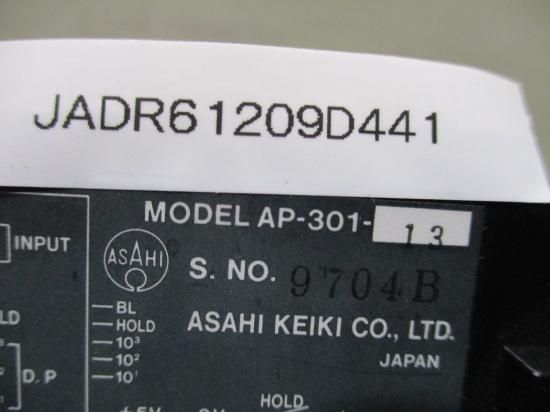 JADR61209D441
MODEL AP-301-13
INPUT
ASAHI
S. NO. 9704B
BL
HOLD
ASAHI KEIKI CO., LTD.
LD
10³
JAPAN
10²
D.P
10¹
HOLD